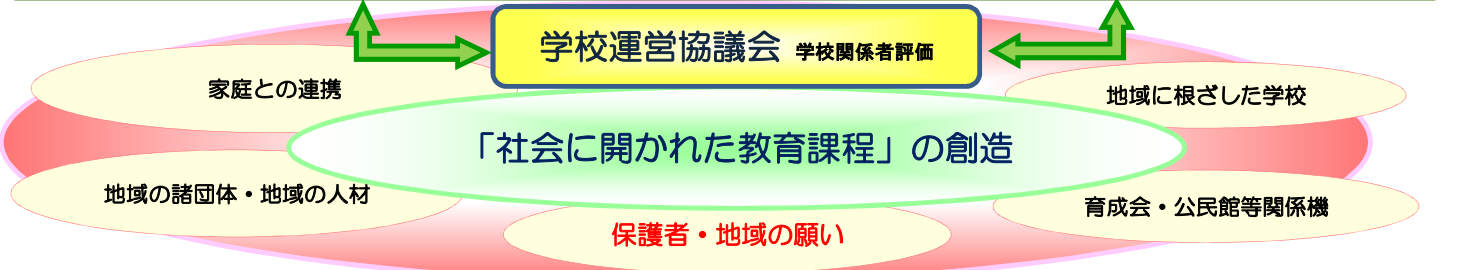 学校運営協議会 学校関係者評価
家庭との連携
地域に根ざした学校
「社会に開かれた教育課程」の創造
地域の諸団体・地域の人材
育成会・公民館等関係機
保護者・地域の願い